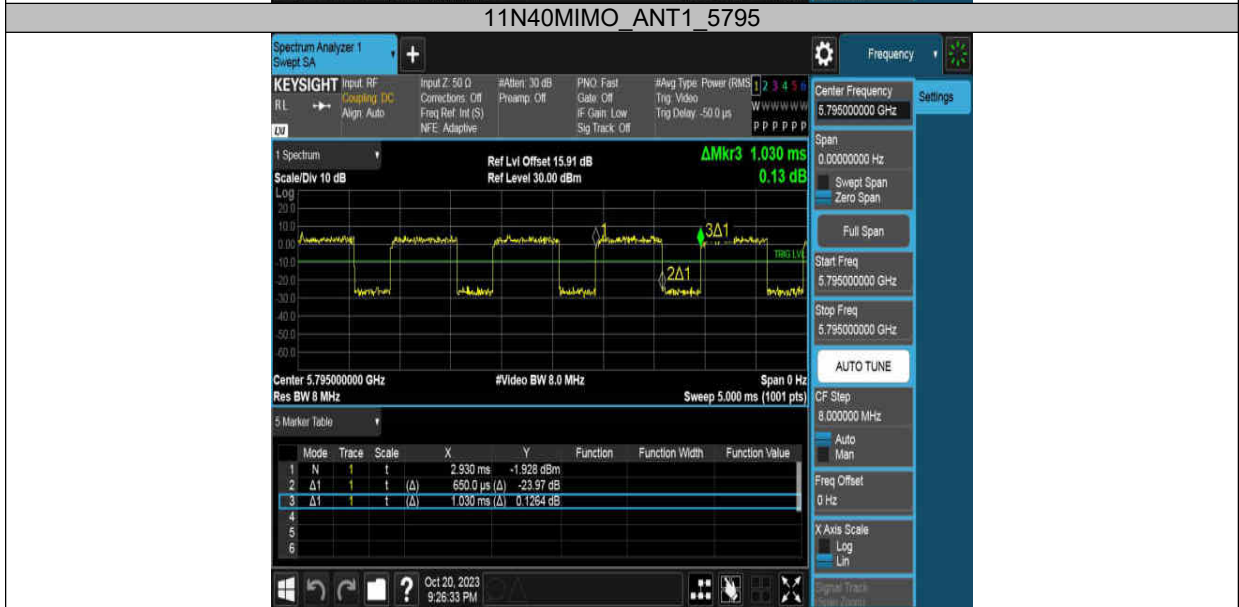 11N40MIMO_ANT1_5795
Spectrum Analyzer 1
Swept SA
Frequency
KEYSIGHT
Input: RF
Coupling: DC
Align: Auto
RL
LW
Input Z: 50 Ω
Corrections: Off
Freq Ref: Int (S)
NFE: Adaptive
#Atten: 30 dB
Preamp: Off
PNO: Fast
Gate: Off
IF Gain: Low
Sig Track: Off
#Avg Type: Power (RMS
Trig: Video
Trig Delay: -50.0 µs
1 2 3 4 5 6
W W W W W W
P P P P P P
Center Frequency
5.795000000 GHz
Settings
1 Spectrum
Scale/Div 10 dB
Ref Lvl Offset 15.91 dB
Ref Level 30.00 dBm
ΔMkr3 1.030 ms
0.13 dB
Span
0.00000000 Hz
Swept Span
Zero Span
Full Span
Start Freq
5.795000000 GHz
Stop Freq
5.795000000 GHz
AUTO TUNE
CF Step
8.000000 MHz
Auto
Man
Freq Offset
0 Hz
X Axis Scale
Log
Lin
Signal Track
Log
20.0
10.0
0.00
-10.0
-20.0
-30.0
-40.0
-50.0
-60.0
1
3Δ1
TRIG LVL
2Δ1
Center 5.795000000 GHz
#Video BW 8.0 MHz
Span 0 Hz
Res BW 8 MHz
Sweep 5.000 ms (1001 pts)
5 Marker Table
Mode Trace Scale X Y Function Function Width Function Value
1 N 1 t 2.930 ms -1.928 dBm
2 Δ1 1 t (Δ) 650.0 µs (Δ) -23.97 dB
3 Δ1 1 t (Δ) 1.030 ms (Δ) 0.1264 dB
4
5
6
Oct 20, 2023
9:26:33 PM